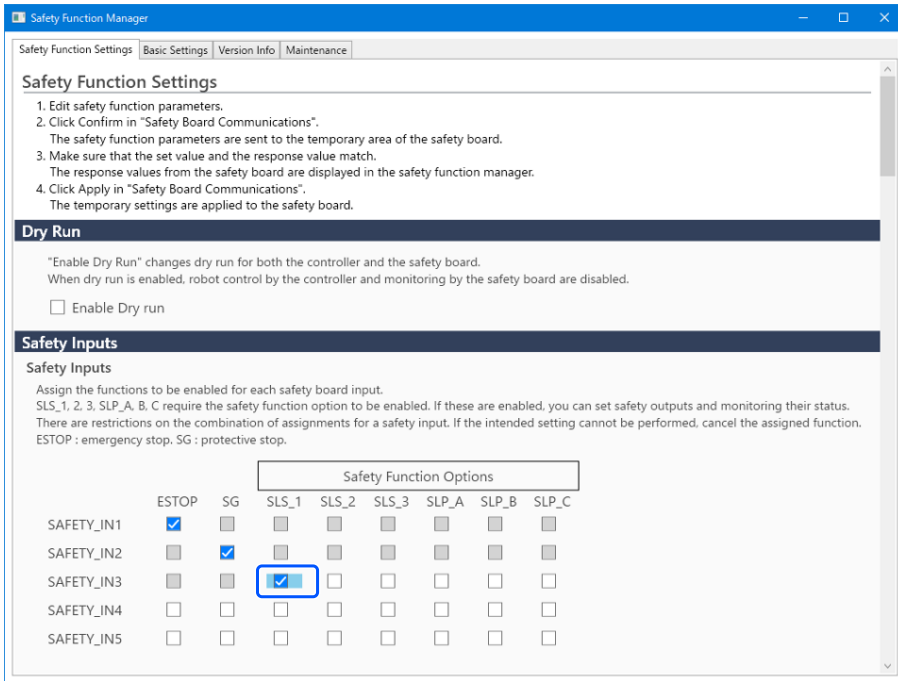 Safety Function Manager
Safety Function Settings Basic Settings Version Info Maintenance
Safety Function Settings
1. Edit safety function parameters.
2. Click Confirm in "Safety Board Communications".
The safety function parameters are sent to the temporary area of the safety board.
3. Make sure that the set value and the response value match.
The response values from the safety board are displayed in the safety function manager.
4. Click Apply in "Safety Board Communications".
The temporary settings are applied to the safety board.
Dry Run
"Enable Dry Run" changes dry run for both the controller and the safety board.
When dry run is enabled, robot control by the controller and monitoring by the safety board are disabled.
Enable Dry run
Safety Inputs
Safety Inputs
Assign the functions to be enabled for each safety board input.
SLS_1, 2, 3, SLP_A, B, C require the safety function option to be enabled. If these are enabled, you can set safety outputs and monitoring their status.
There are restrictions on the combination of assignments for a safety input. If the intended setting cannot be performed, cancel the assigned function.
ESTOP : emergency stop, SG : protective stop.
Safety Function Options
ESTOP SG SLS_1 SLS_2 SLS_3 SLP_A SLP_B SLP_C
SAFETY_IN1
SAFETY_IN2
SAFETY_IN3
SAFETY_IN4
SAFETY_IN5